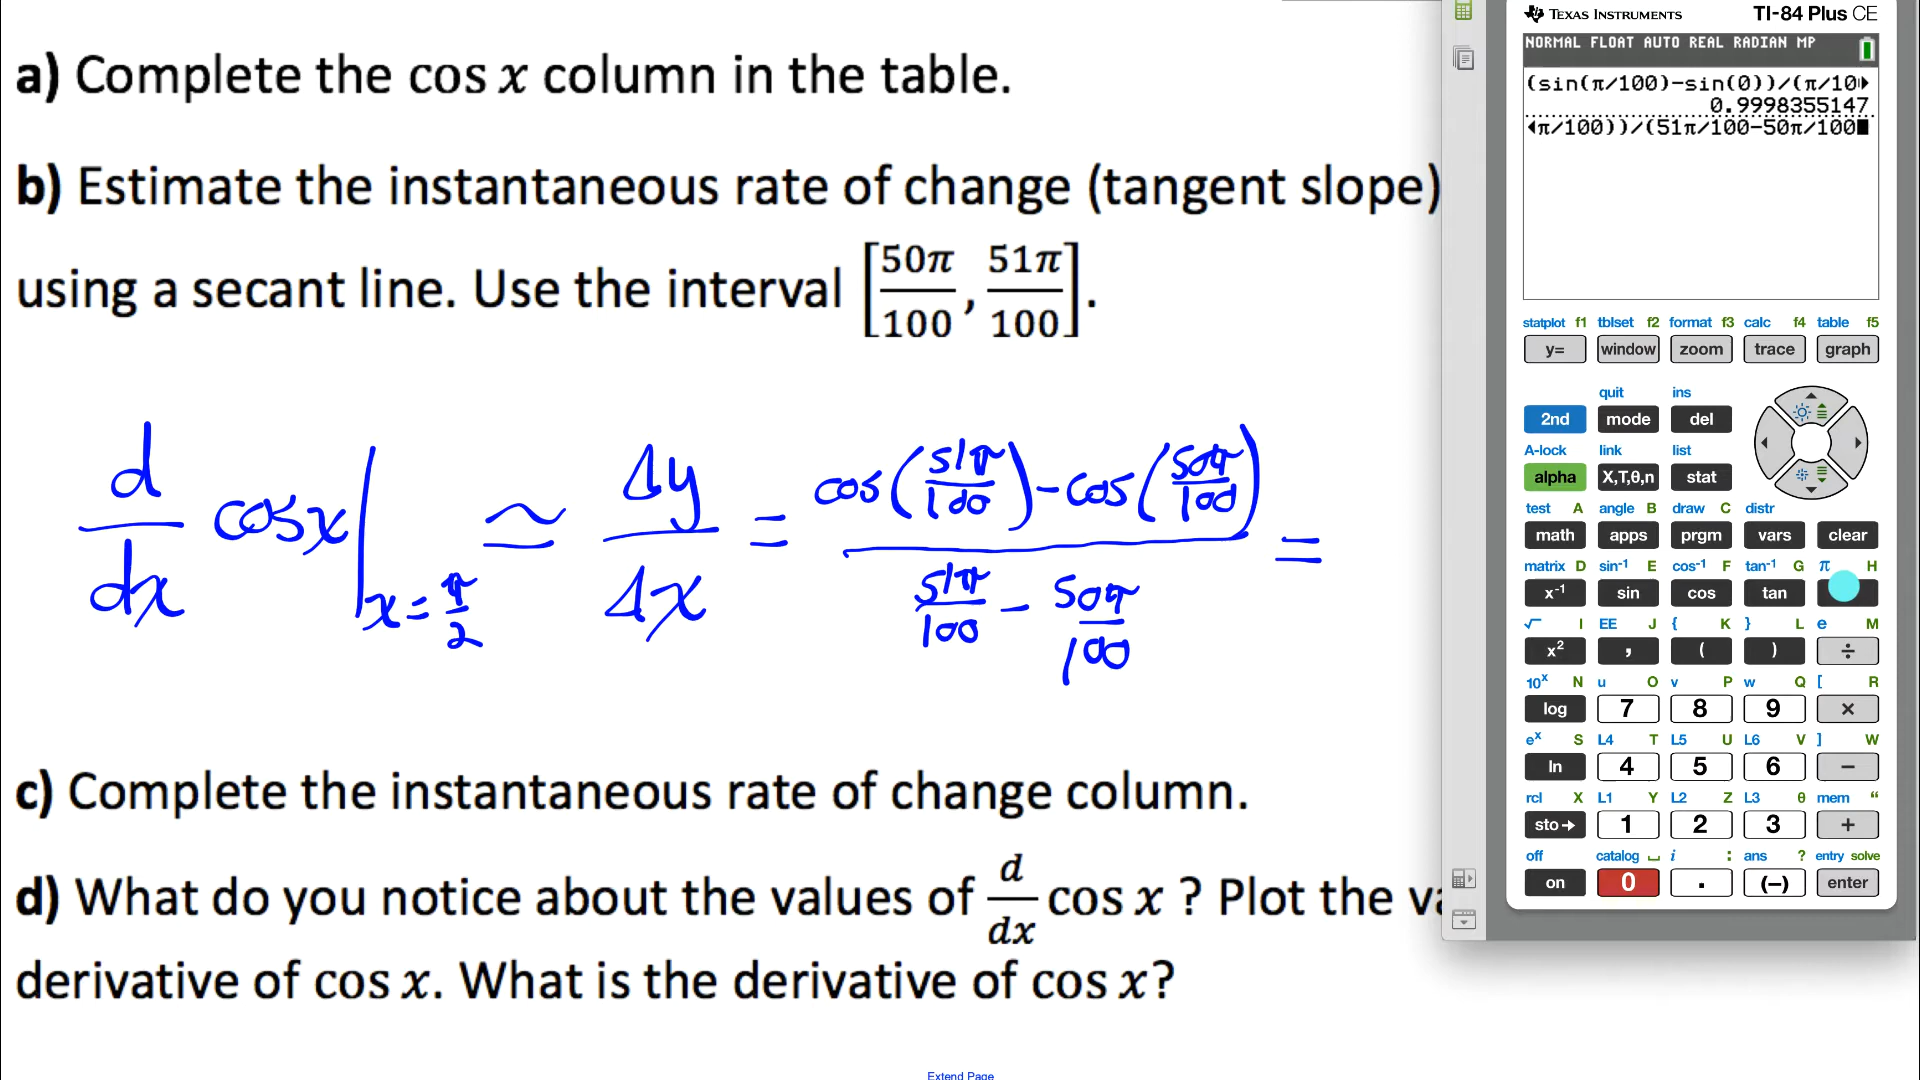 a) Complete the cos x column in the table.
b) Estimate the instantaneous rate of change (tangent slope)
using a secant line. Use the interval [50π/100, 51π/100].
d/dx cos x |x=π/2 ≃ Δy/Δx = (cos(51π/100) - cos(50π/100)) / (51π/100 - 50π/100) =
c) Complete the instantaneous rate of change column.
d) What do you notice about the values of d/dx cos x ? Plot the va
derivative of cos x. What is the derivative of cos x?
Extend Page
TEXAS INSTRUMENTS TI-84 Plus CE
NORMAL FLOAT AUTO REAL RADIAN MP
(sin(π/100)-sin(0))/(π/10
0.9998355147
π/100))/(51π/100-50π/100
statplot f1 tblset f2 format f3 calc f4 table f5
y= window zoom trace graph
quit ins
2nd mode del
A-lock link list
alpha X,T,θ,n stat
test A angle B draw C distr
math apps prgm vars clear
matrix D sin⁻¹ E cos⁻¹ F tan⁻¹ G π H
x⁻¹ sin cos tan
√ I EE J { K } L e M
x² , ( ) ÷
10ˣ N u O v P w Q [ R
log 7 8 9 ×
eˣ S L4 T L5 U L6 V ] W
ln 4 5 6 −
rcl X L1 Y L2 Z L3 θ mem “
sto→ 1 2 3 +
off catalog ⎵ i : ans ? entry solve
on 0 . (−) enter